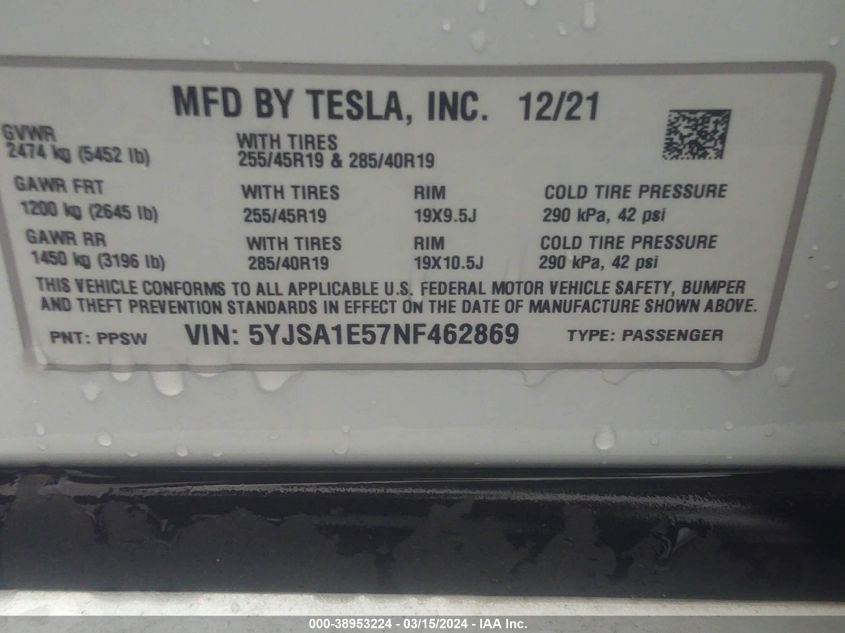 MFD BY TESLA, INC. 12/21
GVWR
2474 kg (5452 lb)
WITH TIRES
255/45R19 & 285/40R19
GAWR FRT
1200 kg (2645 lb)
WITH TIRES
255/45R19
RIM
19X9.5J
COLD TIRE PRESSURE
290 kPa, 42 psi
GAWR RR
1450 kg (3196 lb)
WITH TIRES
285/40R19
RIM
19X10.5J
COLD TIRE PRESSURE
290 kPa, 42 psi
THIS VEHICLE CONFORMS TO ALL APPLICABLE U.S. FEDERAL MOTOR VEHICLE SAFETY, BUMPER
AND THEFT PREVENTION STANDARDS IN EFFECT ON THE DATE OF MANUFACTURE SHOWN ABOVE.
PNT: PPSW VIN: 5YJSA1E57NF462869 TYPE: PASSENGER
000-38953224 - 03/15/2024 - IAA Inc.